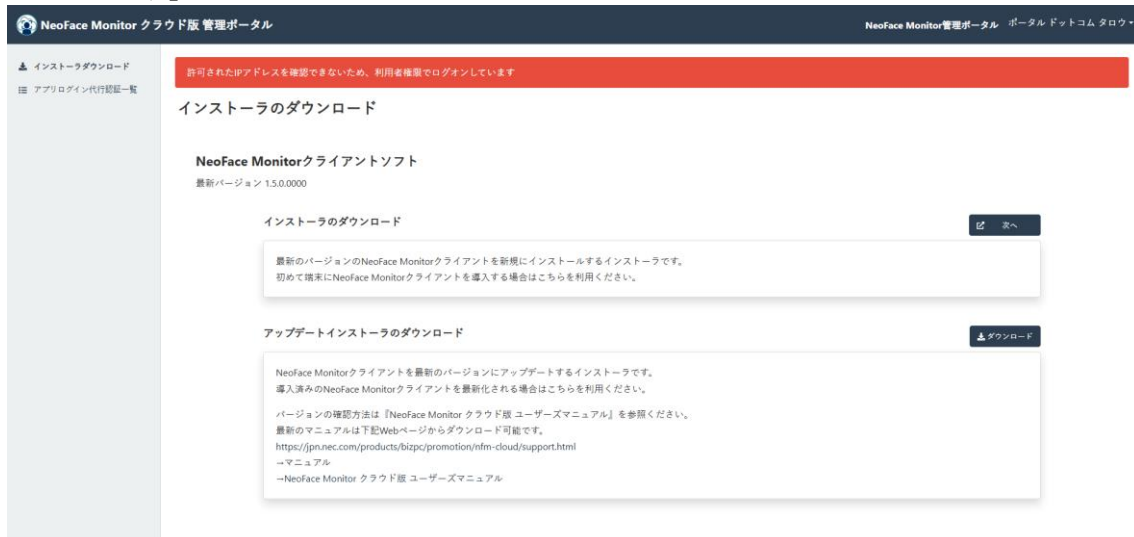 NeoFace Monitor クラウド版 管理ポータル
NeoFace Monitor管理ポータル ポータル ドットコム タロウ
インストーラダウンロード
アプリログイン代行認証一覧
許可されたIPアドレスを確認できないため、利用者権限でログオンしています
インストーラのダウンロード
NeoFace Monitorクライアントソフト
最新バージョン 1.5.0.0000
インストーラのダウンロード
次へ
最新のバージョンのNeoFace Monitorクライアントを新規にインストールするインストーラです。
初めて端末にNeoFace Monitorクライアントを導入する場合はこちらを利用ください。
アップデートインストーラのダウンロード
ダウンロード
NeoFace Monitorクライアントを最新のバージョンにアップデートするインストーラです。
導入済みのNeoFace Monitorクライアントを最新化される場合はこちらを利用ください。
バージョンの確認方法は『NeoFace Monitor クラウド版 ユーザーズマニュアル』を参照ください。
最新のマニュアルは下記Webページからダウンロード可能です。
https://jpn.nec.com/products/bizpc/promotion/nfm-cloud/support.html
→マニュアル
→NeoFace Monitor クラウド版 ユーザーズマニュアル